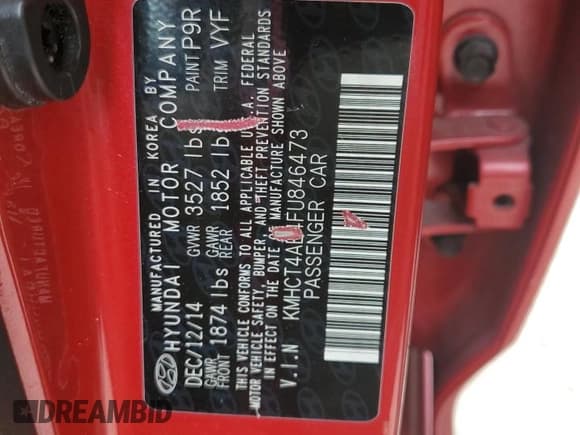 MANUFACTURED IN KOREA BY
HYUNDAI MOTOR COMPANY
DEC/12/14 GVWR 3527 lbs PAINT P9R
GAWR FRONT 1874 lbs GAWR REAR 1852 lbs TRIM VYF
THIS VEHICLE CONFORMS TO ALL APPLICABLE U.S.A. FEDERAL
MOTOR VEHICLE SAFETY, BUMPER, AND THEFT PREVENTION STANDARDS
IN EFFECT ON THE DATE OF MANUFACTURE SHOWN ABOVE
V.I.N
PASSENGER CAR
DREAMBID